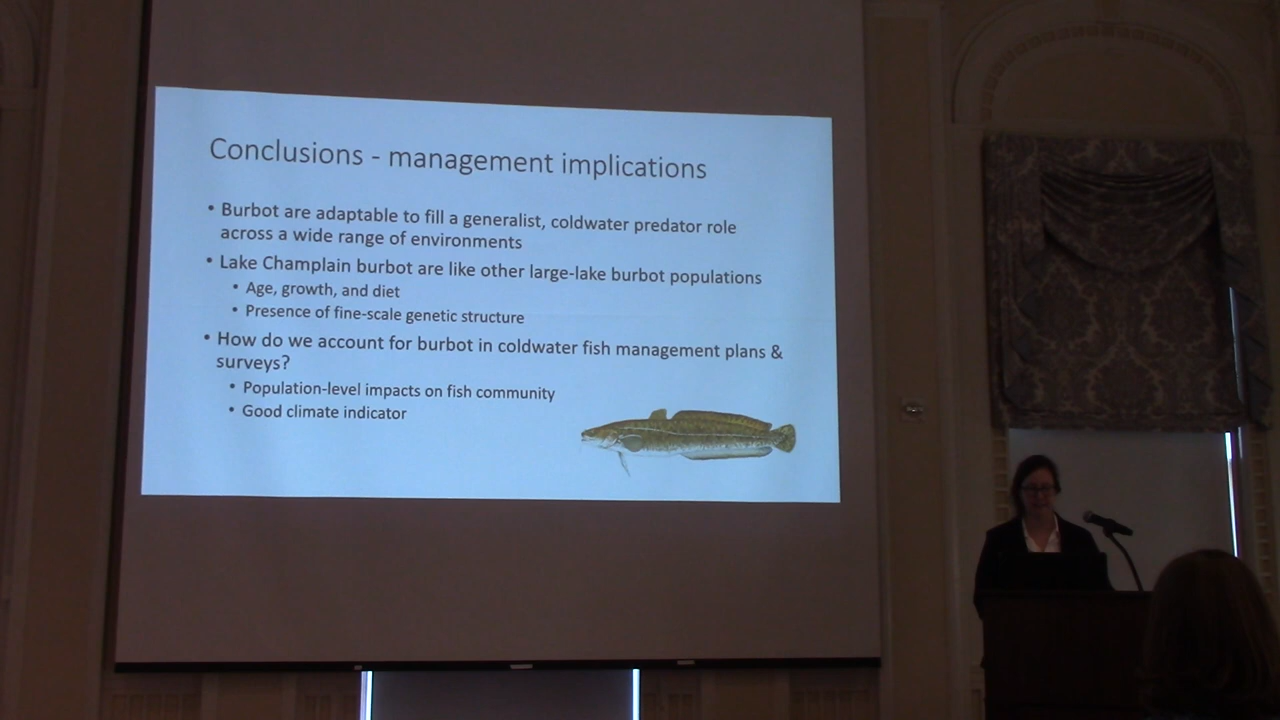 Conclusions - management implications
• Burbot are adaptable to fill a generalist, coldwater predator role
across a wide range of environments
• Lake Champlain burbot are like other large-lake burbot populations
• Age, growth, and diet
• Presence of fine-scale genetic structure
• How do we account for burbot in coldwater fish management plans &
surveys?
• Population-level impacts on fish community
• Good climate indicator